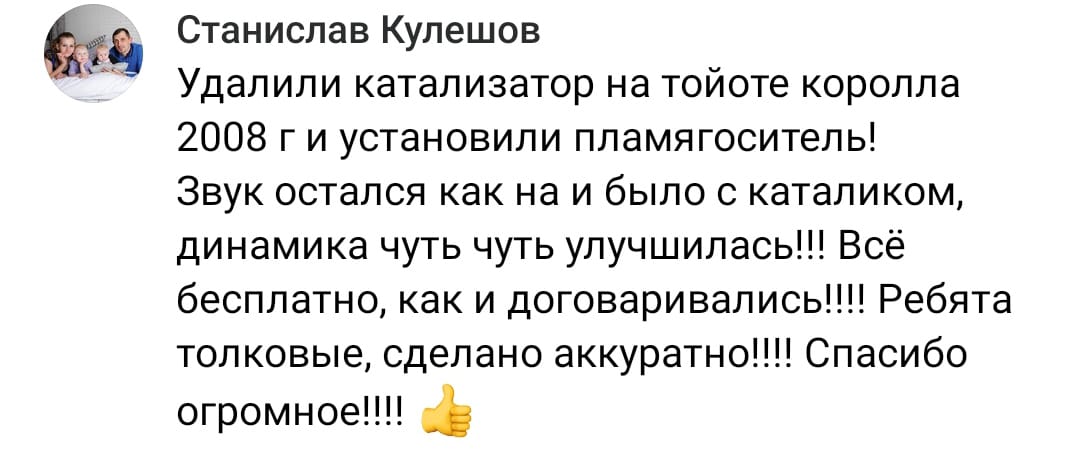 Станислав Кулешов
Удалили катализатор на тойоте королла
2008 г и установили пламягоситель!
Звук остался как на и было с каталиком,
динамика чуть чуть улучшилась!!! Всё
бесплатно, как и договаривались!!!! Ребята
толковые, сделано аккуратно!!!! Спасибо
огромное!!!! 👍